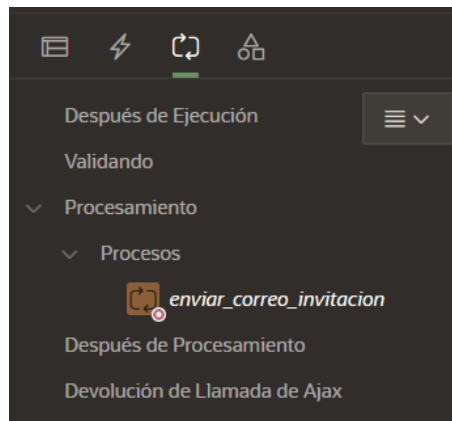 Después de Ejecución
Validando
Procesamiento
Procesos
enviar_correo_invitacion
Después de Procesamiento
Devolución de Llamada de Ajax